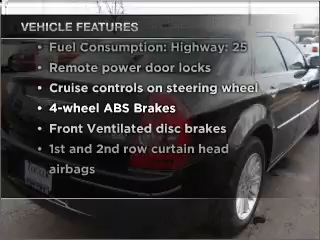 VEHICLE FEATURES
• Fuel Consumption: Highway: 25
• Remote power door locks
• Cruise controls on steering wheel
• 4-wheel ABS Brakes
• Front Ventilated disc brakes
• 1st and 2nd row curtain head
airbags